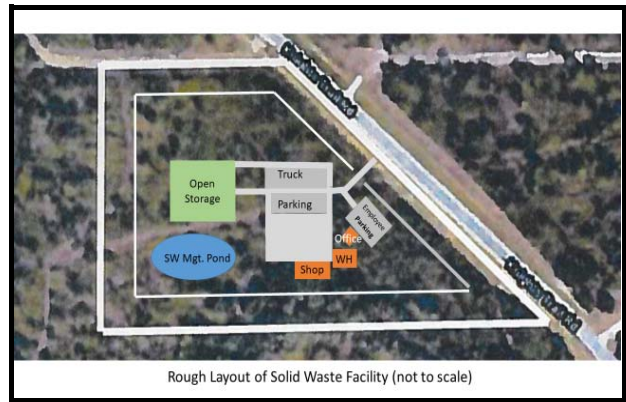 Truck
Open
Storage
Parking
Employee
Parking
Office
SW Mgt. Pond
WH
Shop
Rough Layout of Solid Waste Facility (not to scale)